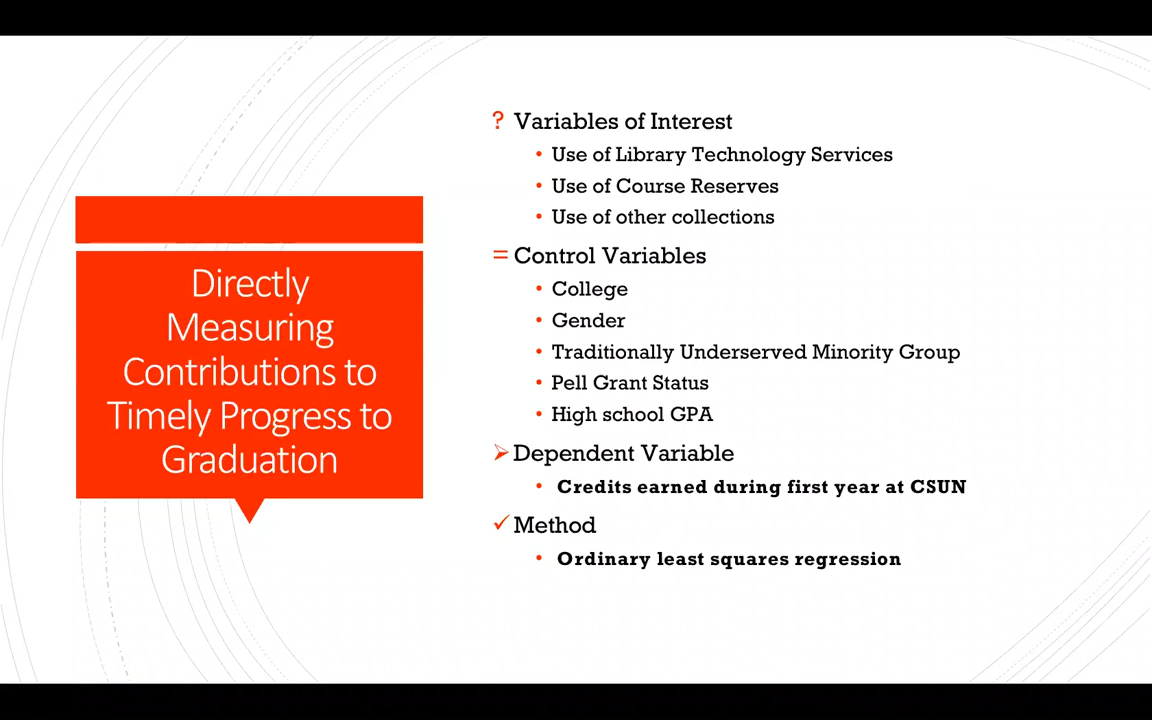 Directly
Measuring
Contributions to
Timely Progress to
Graduation
? Variables of Interest
• Use of Library Technology Services
• Use of Course Reserves
• Use of other collections
= Control Variables
• College
• Gender
• Traditionally Underserved Minority Group
• Pell Grant Status
• High school GPA
➢ Dependent Variable
• Credits earned during first year at CSUN
✓ Method
• Ordinary least squares regression